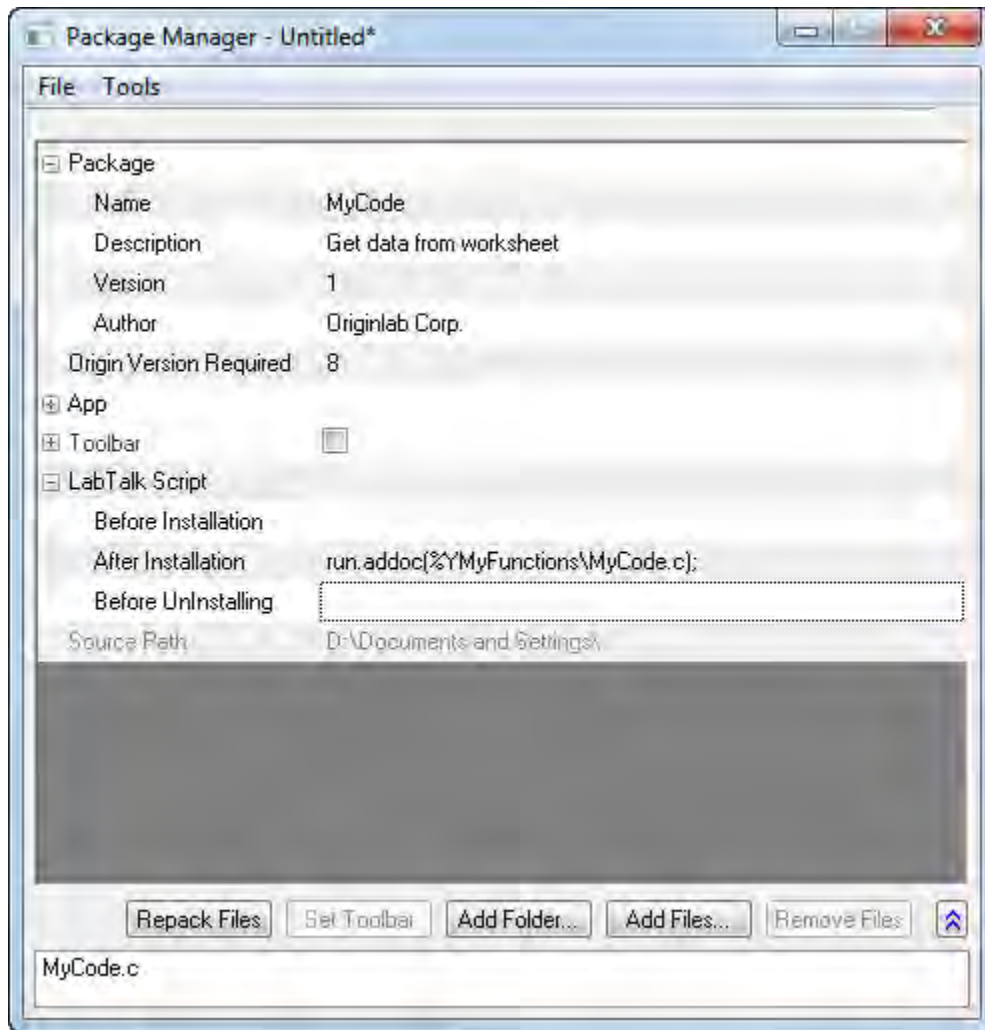 Package Manager - Untitled*
File Tools
Package
Name MyCode
Description Get data from worksheet
Version 1
Author Originlab Corp.
Origin Version Required 8
App
Toolbar
LabTalk Script
Before Installation
After Installation run.addoc(%YMyFunctions\MyCode.c);
Before UnInstalling
Source Path D:\Documents and Settings\
Repack Files Set Toolbar Add Folder... Add Files... Remove Files
MyCode.c